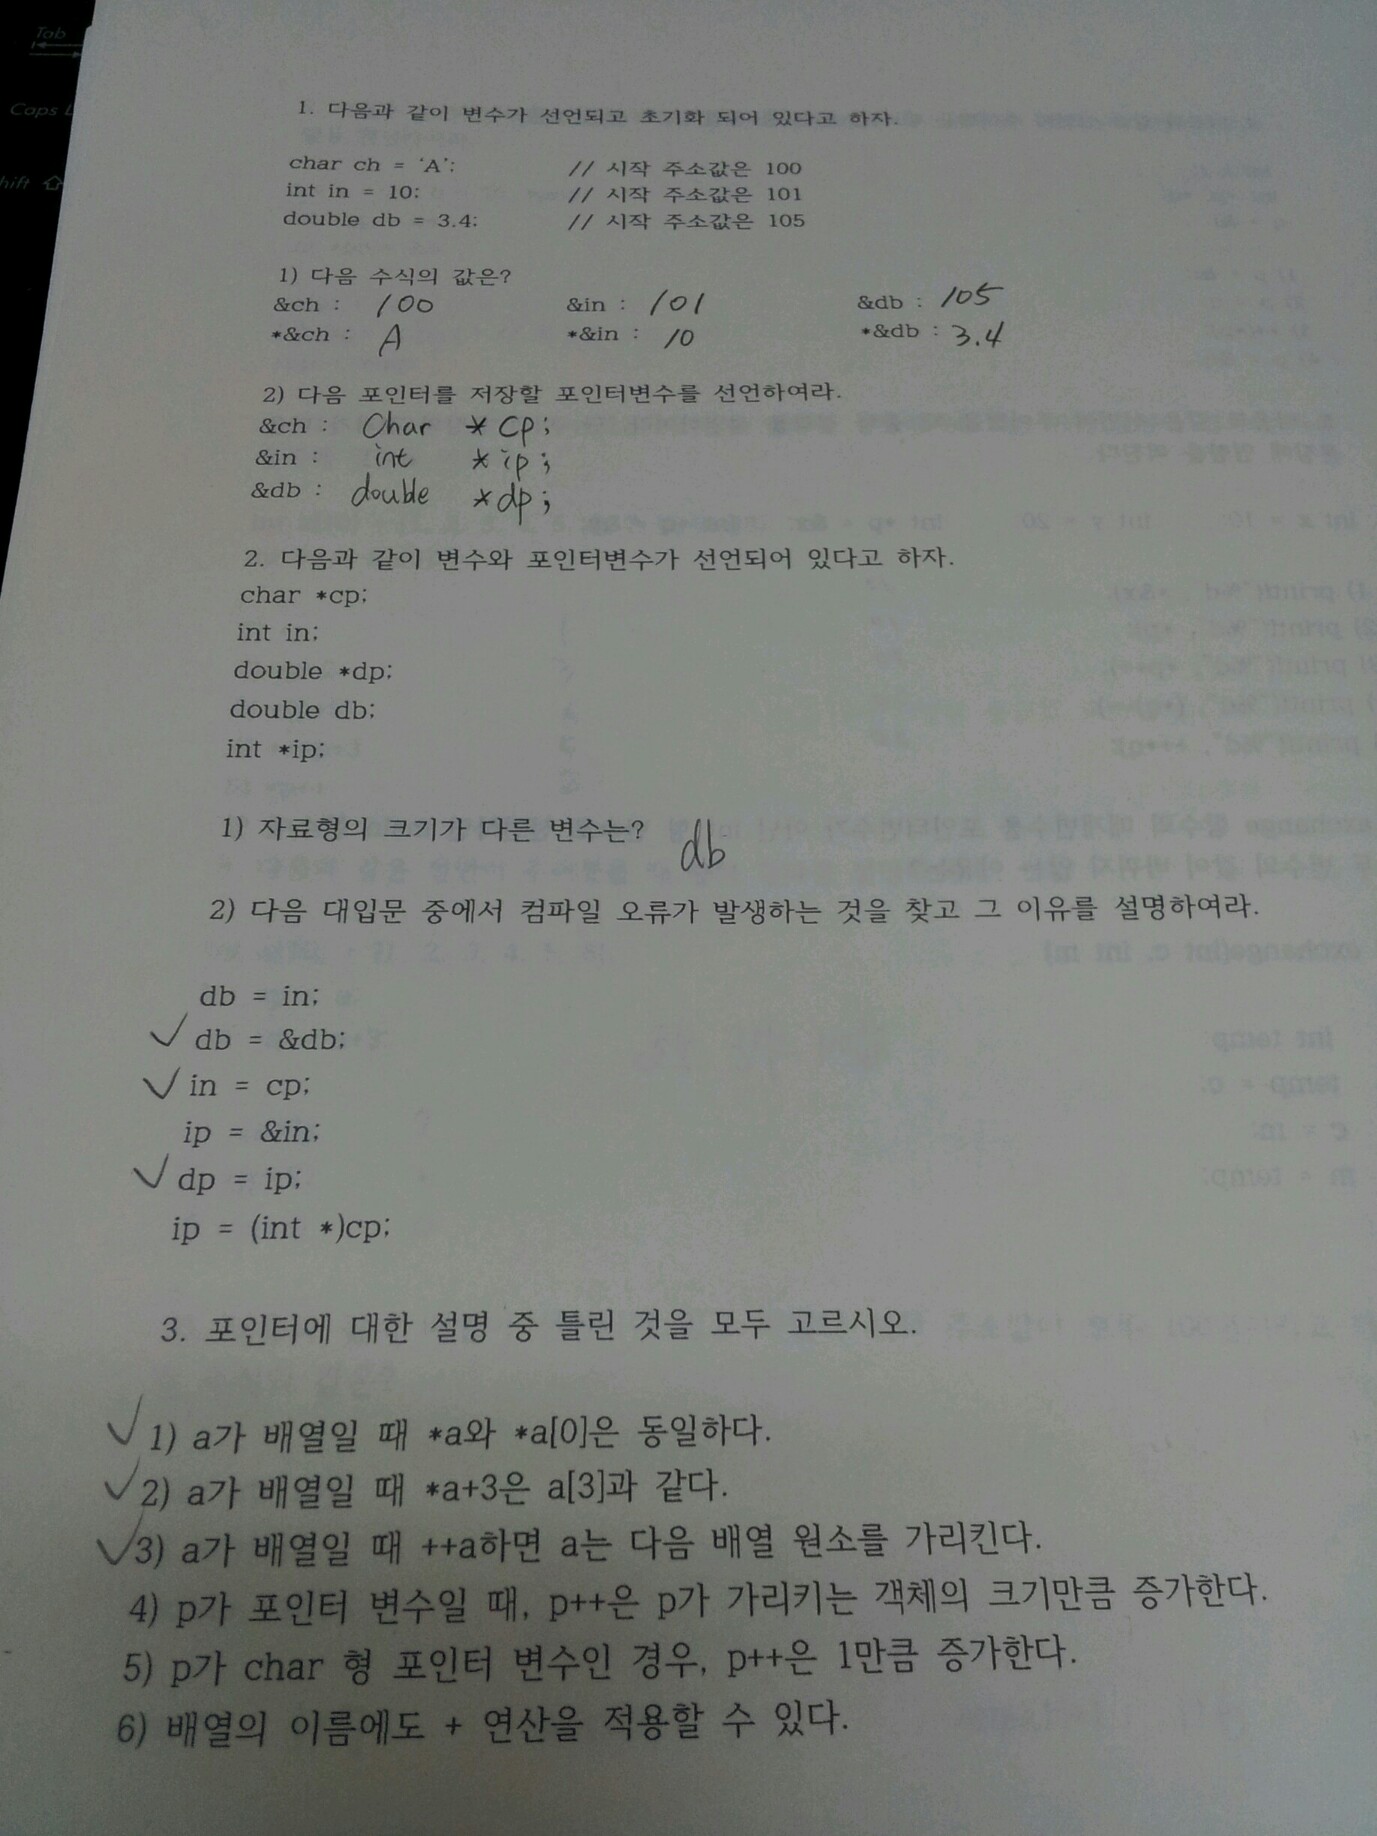 Tab
Caps L
hift
1. 다음과 같이 변수가 선언되고 초기화 되어 있다고 하자.
char ch = 'A'; // 시작 주소값은 100
int in = 10; // 시작 주소값은 101
double db = 3.4; // 시작 주소값은 105
1) 다음 수식의 값은?
&ch : 100 &in : 101 &db : 105
*&ch : A *&in : 10 *&db : 3.4
2) 다음 포인터를 저장할 포인터변수를 선언하여라.
&ch : Char *cp;
&in : int *ip;
&db : double *dp;
2. 다음과 같이 변수와 포인터변수가 선언되어 있다고 하자.
char *cp;
int in;
double *dp;
double db;
int *ip;
1) 자료형의 크기가 다른 변수는? db
2) 다음 대입문 중에서 컴파일 오류가 발생하는 것을 찾고 그 이유를 설명하여라.
db = in;
✓ db = &db;
✓ in = cp;
ip = &in;
✓ dp = ip;
ip = (int *)cp;
3. 포인터에 대한 설명 중 틀린 것을 모두 고르시오.
✓ 1) a가 배열일 때 *a와 *a[0]은 동일하다.
✓ 2) a가 배열일 때 *a+3은 a[3]과 같다.
✓ 3) a가 배열일 때 ++a하면 a는 다음 배열 원소를 가리킨다.
4) p가 포인터 변수일 때, p++은 p가 가리키는 객체의 크기만큼 증가한다.
5) p가 char 형 포인터 변수인 경우, p++은 1만큼 증가한다.
6) 배열의 이름에도 + 연산을 적용할 수 있다.